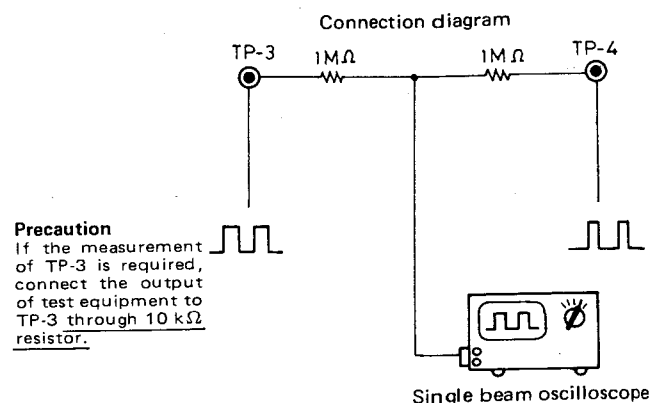 Connection diagram
TP-3
1MΩ
1MΩ
TP-4
Precaution
If the measurement
of TP-3 is required,
connect the output
of test equipment to
TP-3 through 10 kΩ
resistor.
Single beam oscilloscope